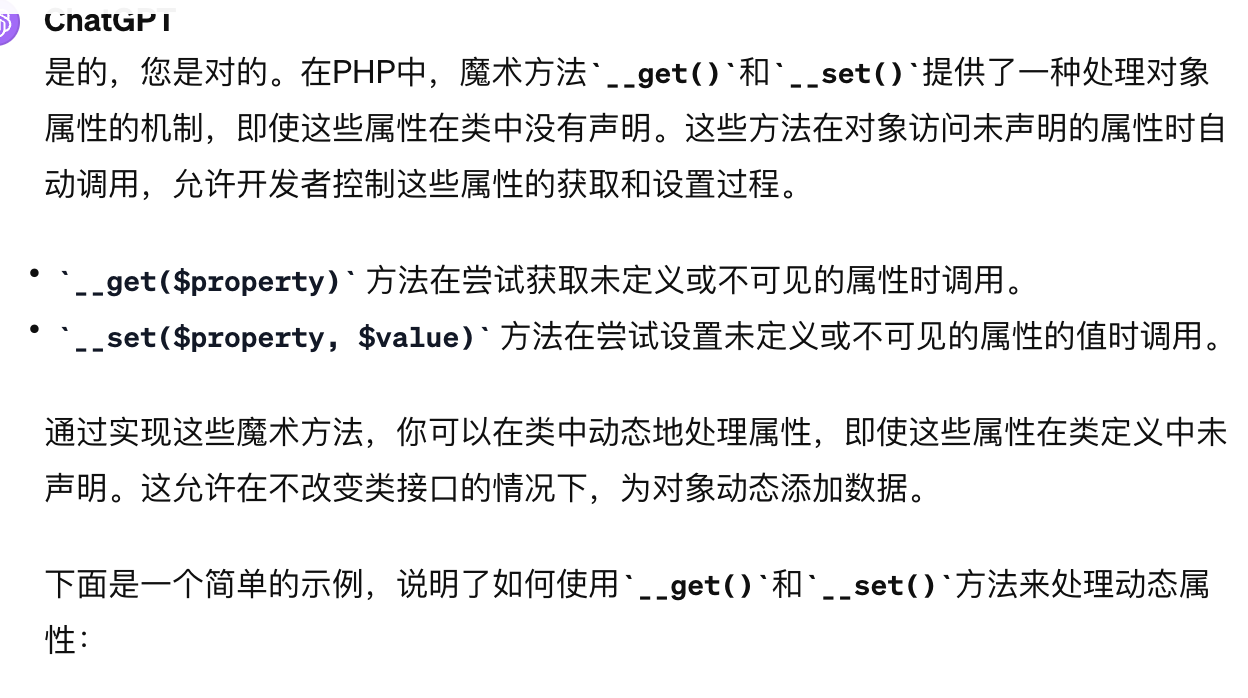 ChatGPT
是的，您是对的。在PHP中，魔术方法`__get()`和`__set()`提供了一种处理对象
属性的机制，即使这些属性在类中没有声明。这些方法在对象访问未声明的属性时自
动调用，允许开发者控制这些属性的获取和设置过程。
• `__get($property)` 方法在尝试获取未定义或不可见的属性时调用。
• `__set($property, $value)` 方法在尝试设置未定义或不可见的属性的值时调用。
通过实现这些魔术方法，你可以在类中动态地处理属性，即使这些属性在类定义中未
声明。这允许在不改变类接口的情况下，为对象动态添加数据。
下面是一个简单的示例，说明了如何使用`__get()`和`__set()`方法来处理动态属
性：